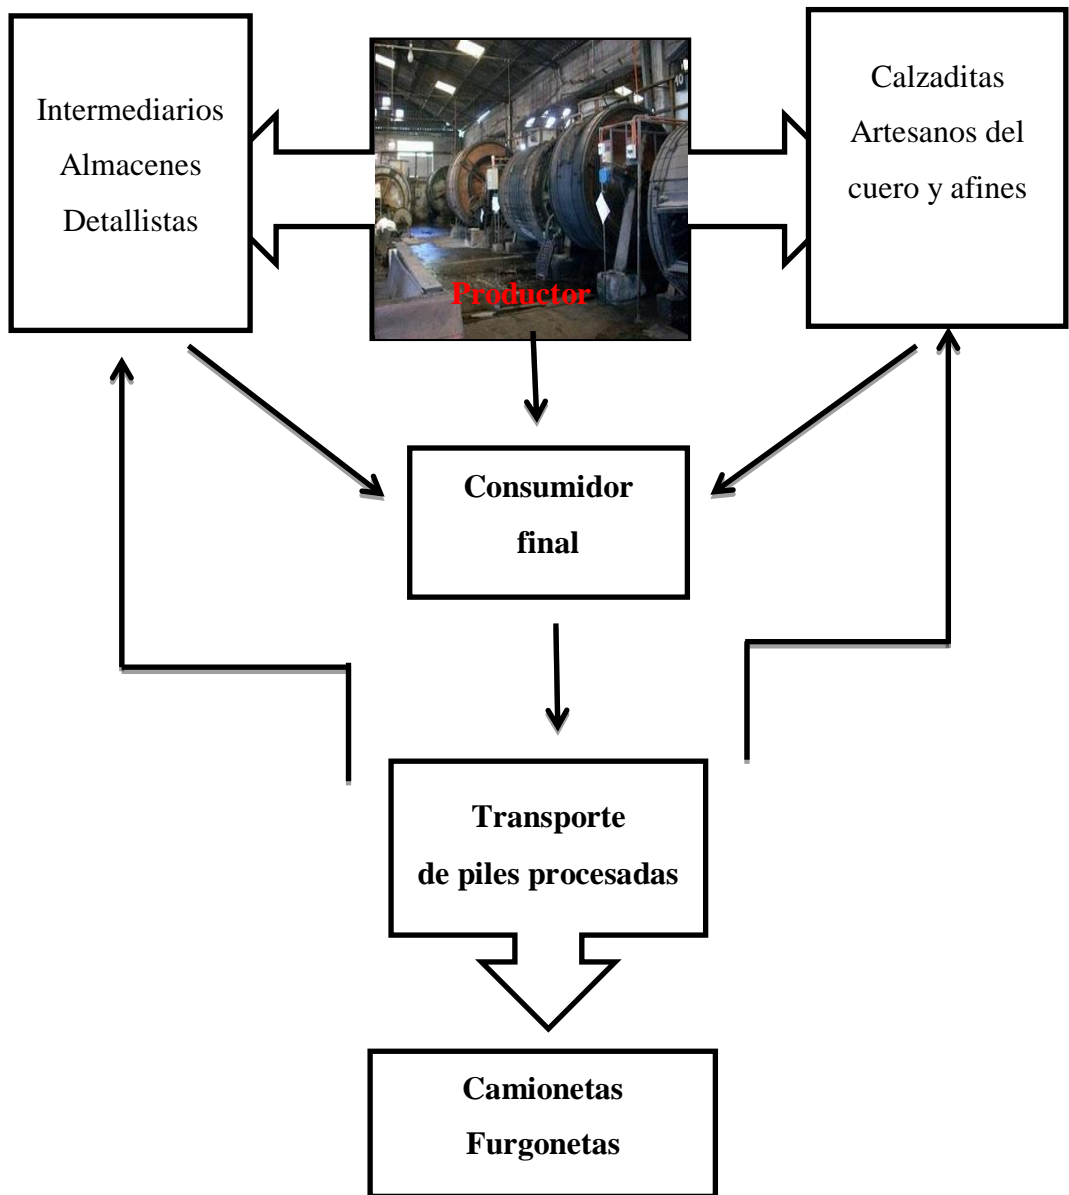 Intermediarios
Almacenes
Detallistas
Productor
Calzaditas
Artesanos del
cuero y afines
Consumidor
final
Transporte
de piles procesadas
Camionetas
Furgonetas